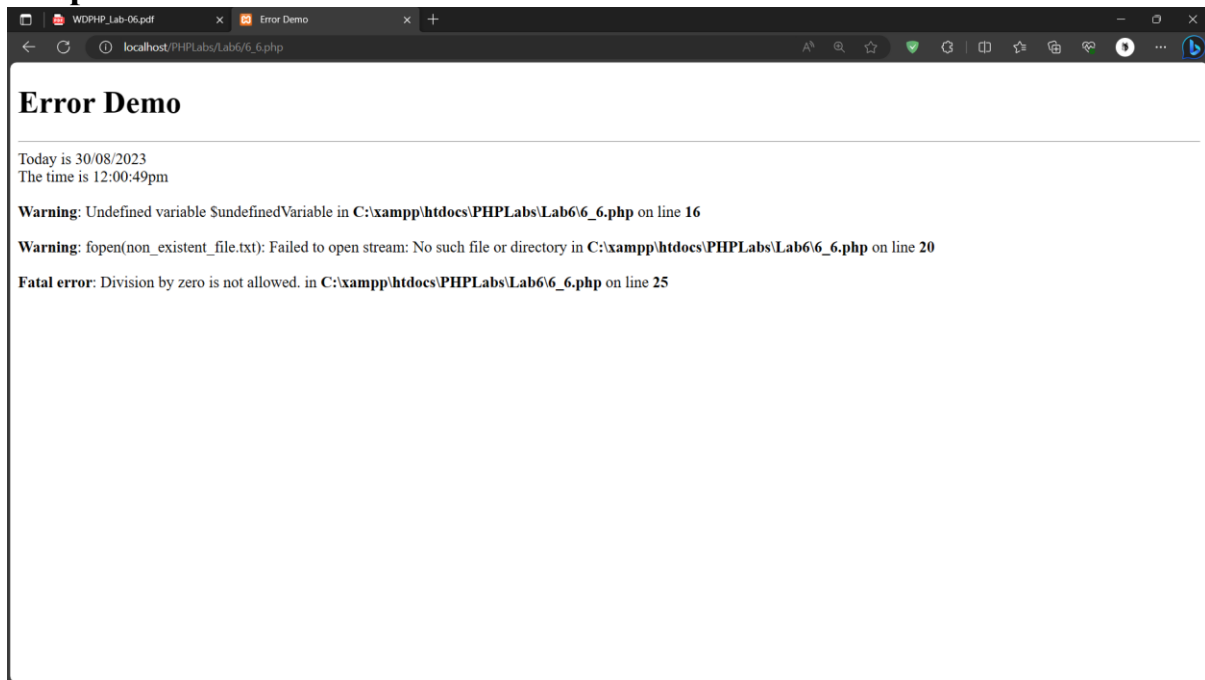 WDPHP_Lab-06.pdf
Error Demo
localhost/PHPLabs/Lab6/6_6.php
Error Demo
Today is 30/08/2023
The time is 12:00:49pm
Warning: Undefined variable $undefinedVariable in C:\xampp\htdocs\PHPLabs\Lab6\6_6.php on line 16
Warning: fopen(non_existent_file.txt): Failed to open stream: No such file or directory in C:\xampp\htdocs\PHPLabs\Lab6\6_6.php on line 20
Fatal error: Division by zero is not allowed. in C:\xampp\htdocs\PHPLabs\Lab6\6_6.php on line 25